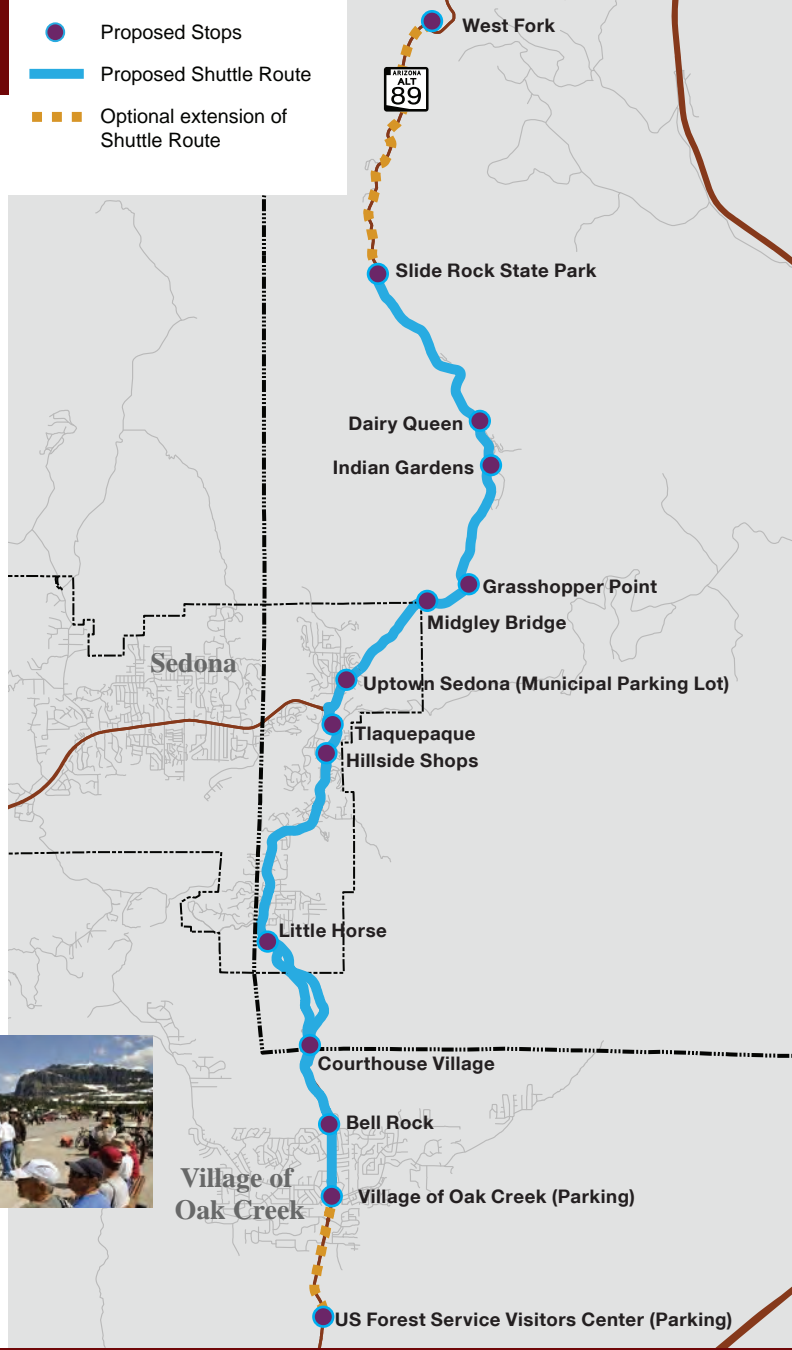 Proposed Stops
Proposed Shuttle Route
Optional extension of
Shuttle Route
West Fork
ARIZONA
ALT
89
Slide Rock State Park
Dairy Queen
Indian Gardens
Grasshopper Point
Midgley Bridge
Sedona
Uptown Sedona (Municipal Parking Lot)
Tlaquepaque
Hillside Shops
Little Horse
Courthouse Village
Bell Rock
Village of
Oak Creek
Village of Oak Creek (Parking)
US Forest Service Visitors Center (Parking)